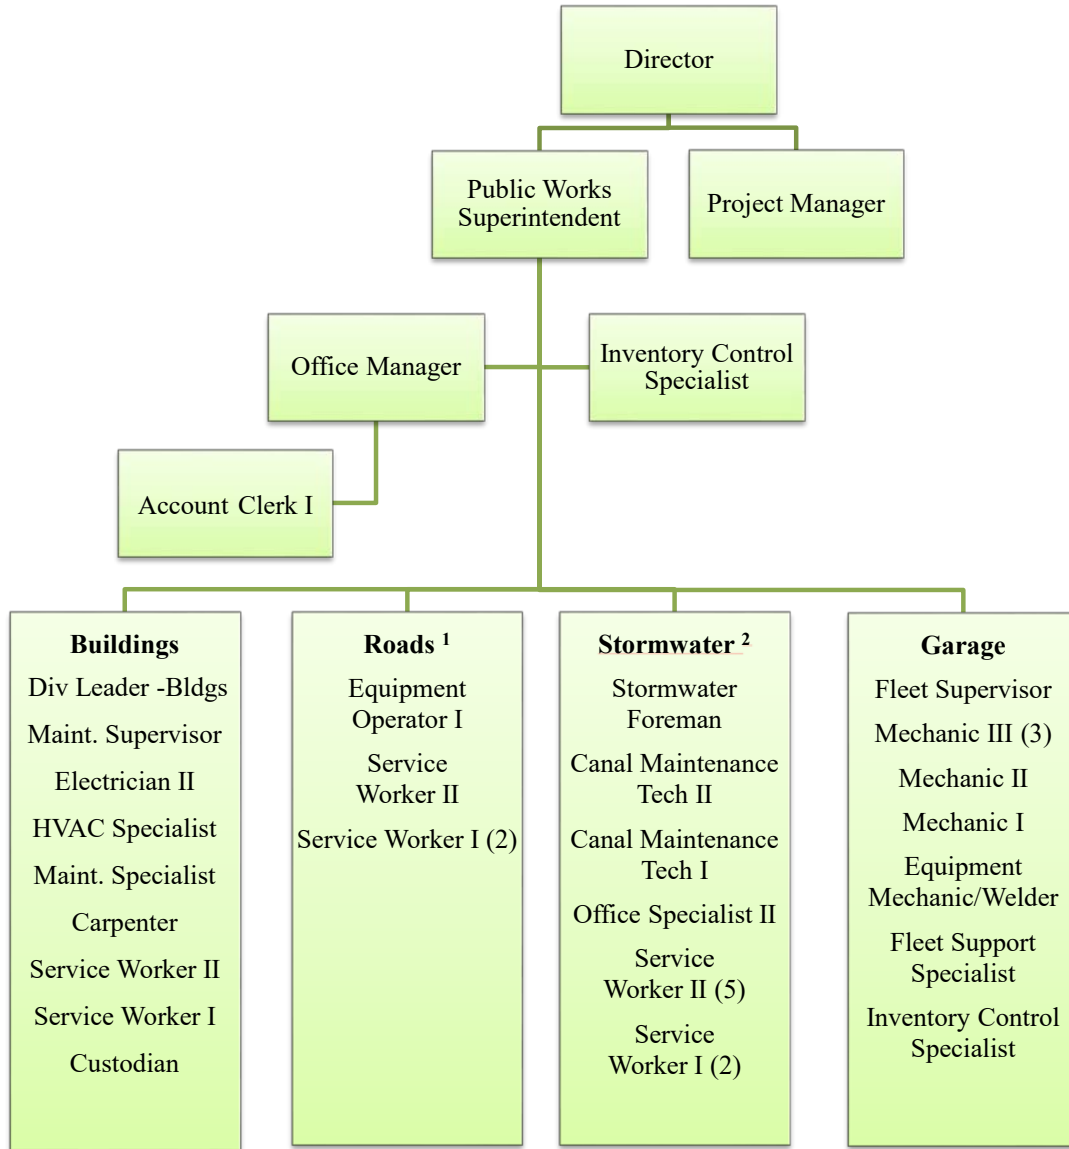 Director
Public Works
Superintendent
Project Manager
Office Manager
Inventory Control
Specialist
Account Clerk I
Buildings
Div Leader -Bldgs
Maint. Supervisor
Electrician II
HVAC Specialist
Maint. Specialist
Carpenter
Service Worker II
Service Worker I
Custodian
Roads ¹
Equipment
Operator I
Service
Worker II
Service Worker I (2)
Stormwater ²
Stormwater
Foreman
Canal Maintenance
Tech II
Canal Maintenance
Tech I
Office Specialist II
Service
Worker II (5)
Service
Worker I (2)
Garage
Fleet Supervisor
Mechanic III (3)
Mechanic II
Mechanic I
Equipment
Mechanic/Welder
Fleet Support
Specialist
Inventory Control
Specialist